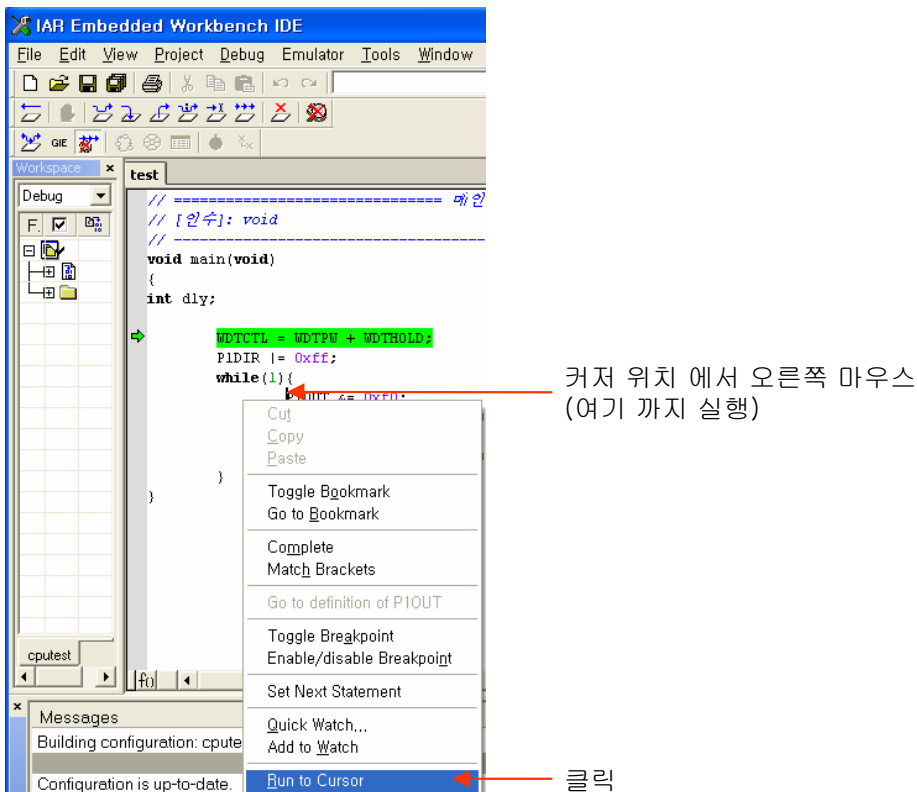 IAR Embedded Workbench IDE
File Edit View Project Debug Emulator Tools Window
GIE
Workspace
Debug
F.
test
// =============================== 메인
// [인수]: void
// ------------------------------------
void main(void)
{
int dly;
WDTCTL = WDTPW + WDTHOLD;
P1DIR |= 0xff;
while(1){
P1OUT &= 0xf0;
}
}
커저 위치 에서 오른쪽 마우스
(여기 까지 실행)
Cut
Copy
Paste
Toggle Bookmark
Go to Bookmark
Complete
Match Brackets
Go to definition of P1OUT
Toggle Breakpoint
Enable/disable Breakpoint
Set Next Statement
Quick Watch...
Add to Watch
Run to Cursor
클릭
cputest
f()
Messages
Building configuration: cpute
Configuration is up-to-date.